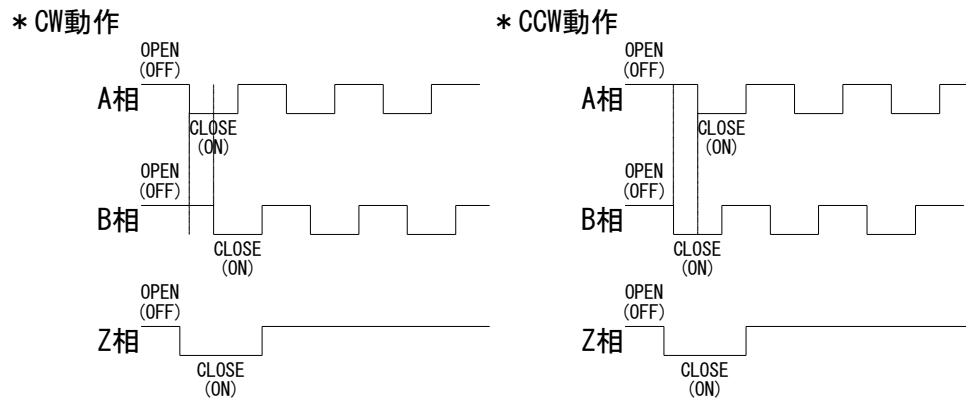 * CW動作
OPEN
(OFF)
A相
CLOSE
(ON)
OPEN
(OFF)
B相
CLOSE
(ON)
OPEN
(OFF)
Z相
CLOSE
(ON)
* CCW動作
OPEN
(OFF)
A相
CLOSE
(ON)
OPEN
(OFF)
B相
CLOSE
(ON)
OPEN
(OFF)
Z相
CLOSE
(ON)